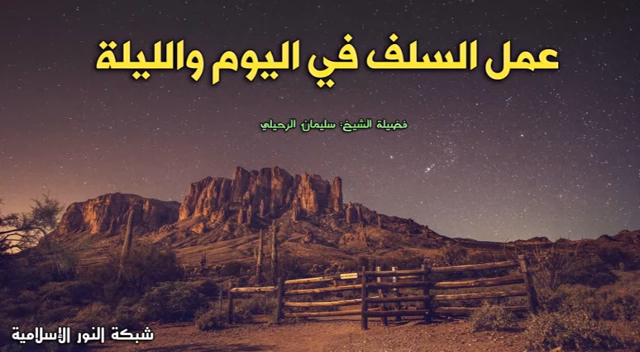 عمل السلف في اليوم والليلة
فضيلة الشيخ: سليمان الرحيلي
شبكة النور الإسلامية